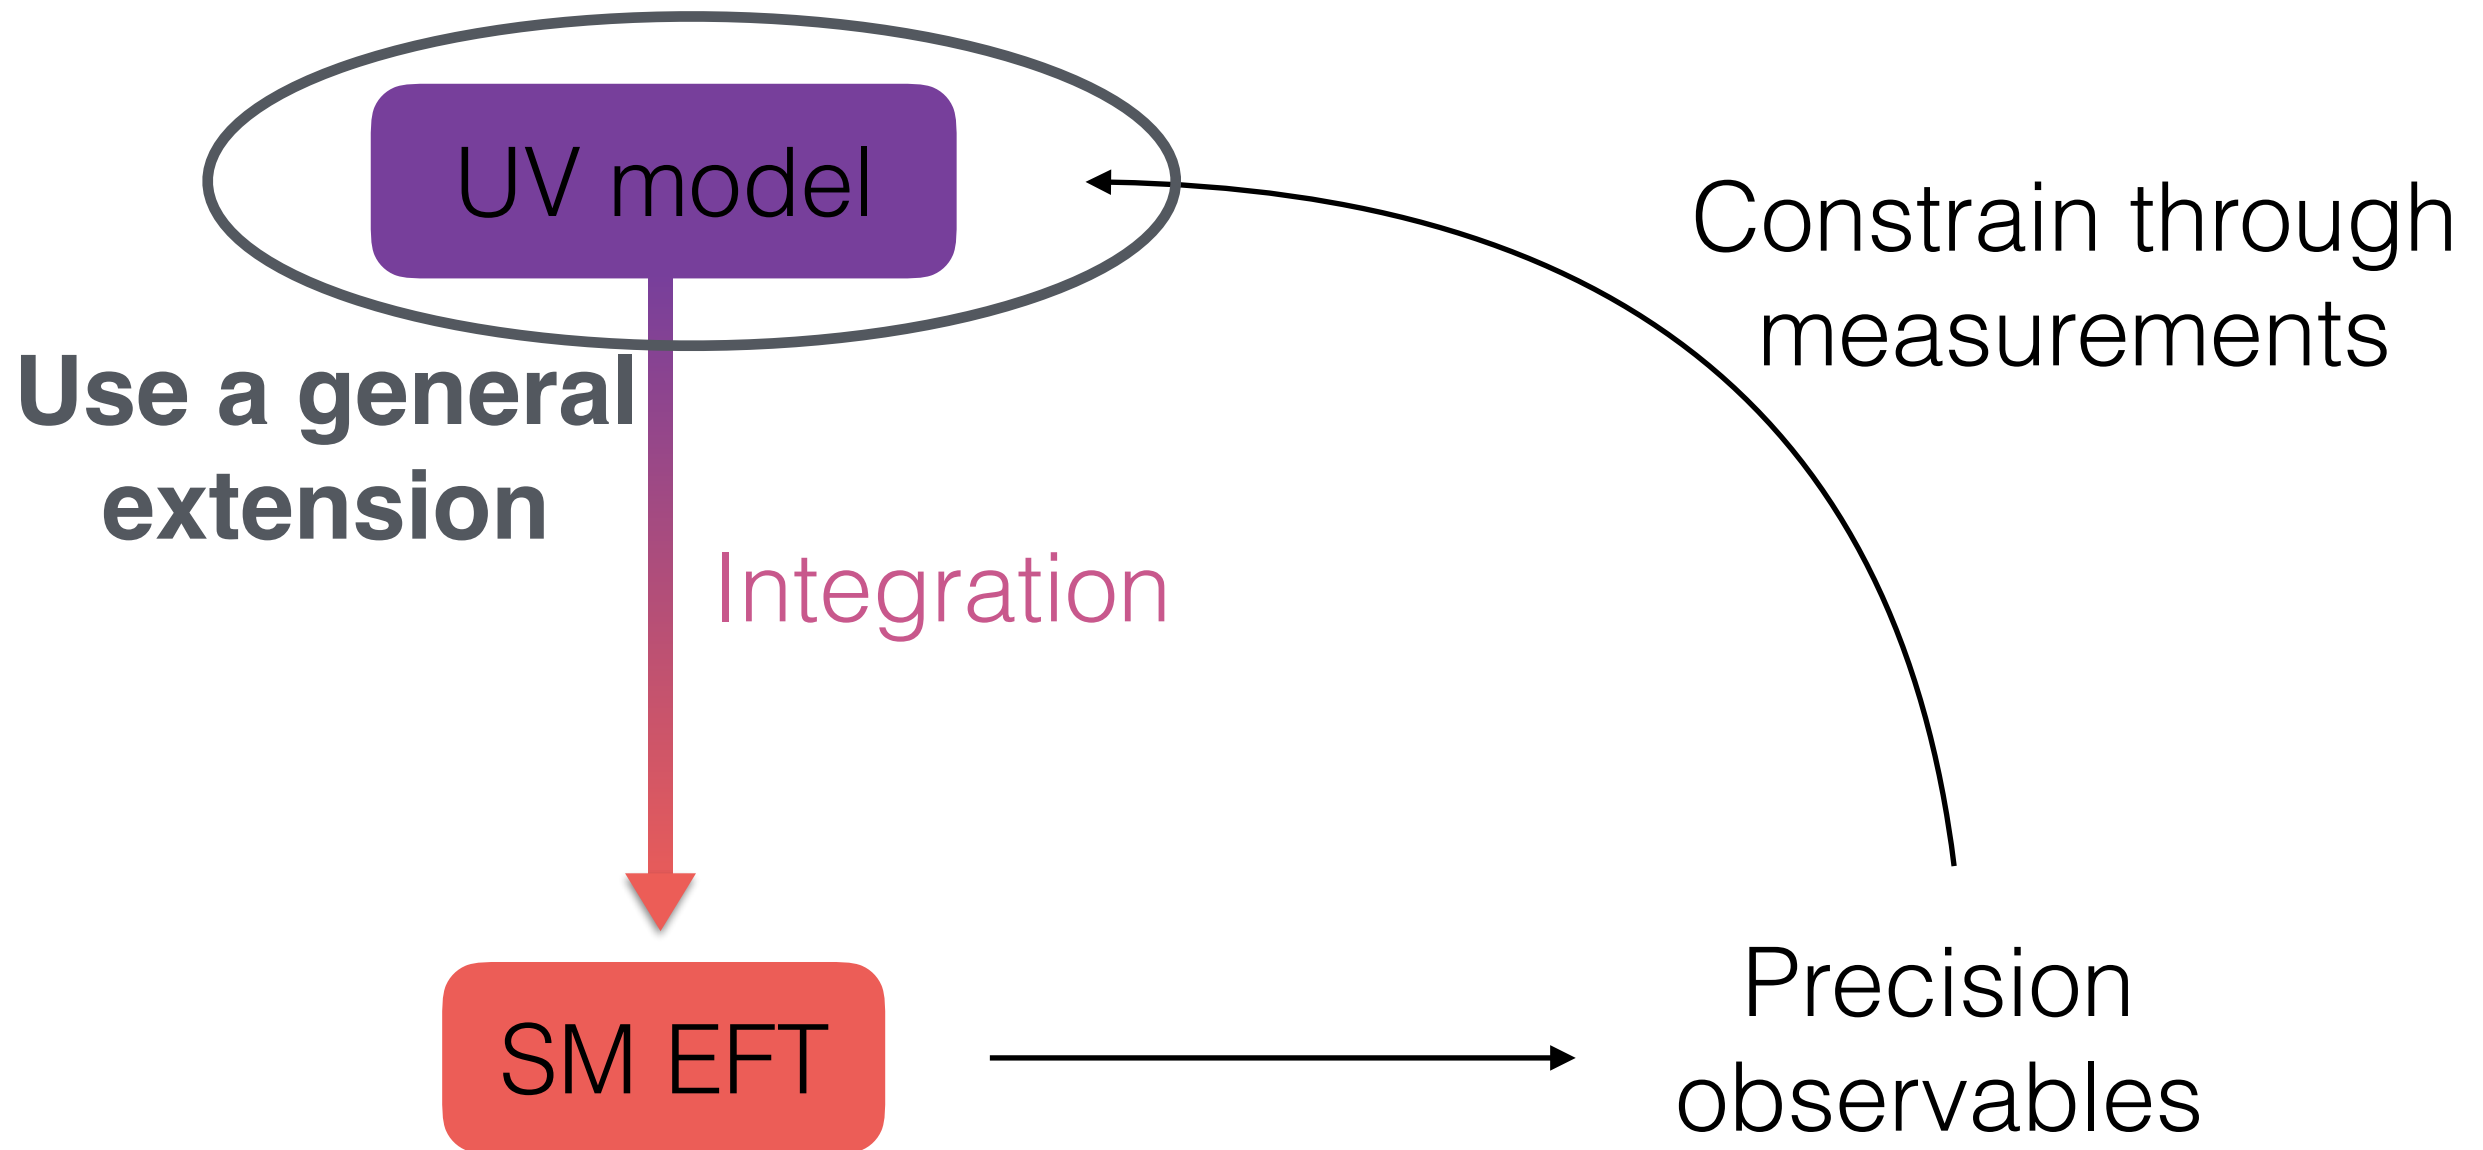 UV model
Constrain through
measurements
Use a general
extension
Integration
SM EFT
Precision
observables